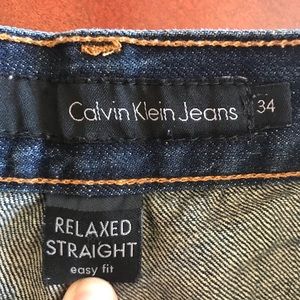 Calvin Klein Jeans 34
RELAXED
STRAIGHT
easy fit